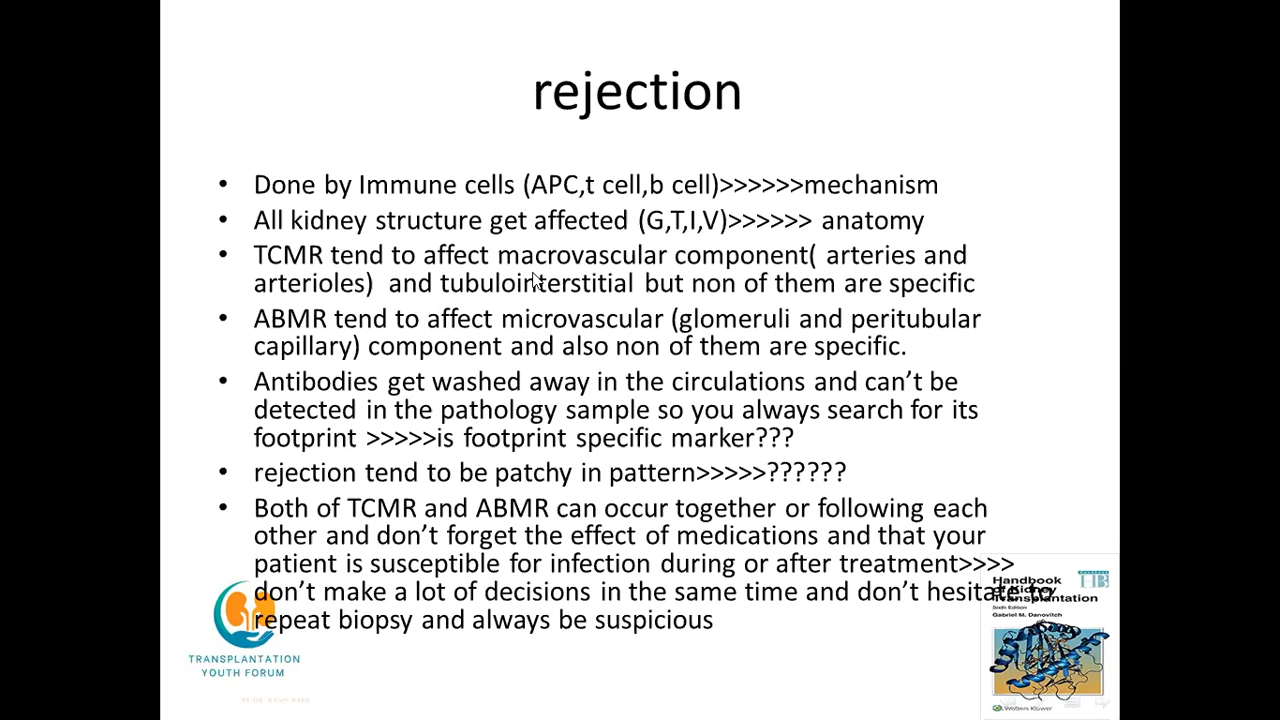 rejection
• Done by Immune cells (APC,t cell,b cell)>>>>>>mechanism
• All kidney structure get affected (G,T,I,V)>>>>>> anatomy
• TCMR tend to affect macrovascular component( arteries and
arterioles)  and tubulointerstitial but non of them are specific
• ABMR tend to affect microvascular (glomeruli and peritubular
capillary) component and also non of them are specific.
• Antibodies get washed away in the circulations and can't be
detected in the pathology sample so you always search for its
footprint >>>>>is footprint specific marker???
• rejection tend to be patchy in pattern>>>>>??????
• Both of TCMR and ABMR can occur together or following each
other and don't forget the effect of medications and that your
patient is susceptible for infection during or after treatment>>>>
don't make a lot of decisions in the same time and don't hesitate to
repeat biopsy and always be suspicious
TRANSPLANTATION
YOUTH FORUM
Handbook
of Kidney
Transplantation
Sixth Edition
Gabriel M. Danovitch
Wolters Kluwer